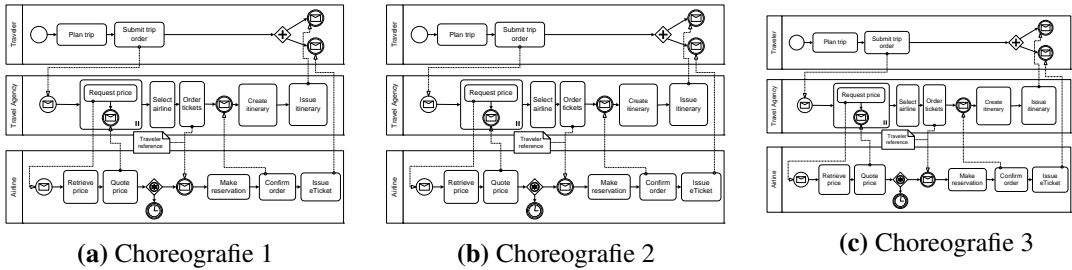 Traveler
Plan trip
Submit trip
order
Travel Agency
Request price
Select
airline
Order
tickets
Create
itinerary
Issue
itinerary
Traveler
reference
Airline
Retrieve
price
Quote
price
Make
reservation
Confirm
order
Issue
eTicket
(a) Choreografie 1
Traveler
Plan trip
Submit trip
order
Travel Agency
Request price
Select
airline
Order
tickets
Create
itinerary
Issue
itinerary
Traveler
reference
Airline
Retrieve
price
Quote
price
Make
reservation
Confirm
order
Issue
eTicket
(b) Choreografie 2
Traveler
Plan trip
Submit trip
order
Travel Agency
Request price
Select
airline
Order
tickets
Create
itinerary
Issue
itinerary
Traveler
reference
Airline
Retrieve
price
Quote
price
Make
reservation
Confirm
order
Issue
eTicket
(c) Choreografie 3